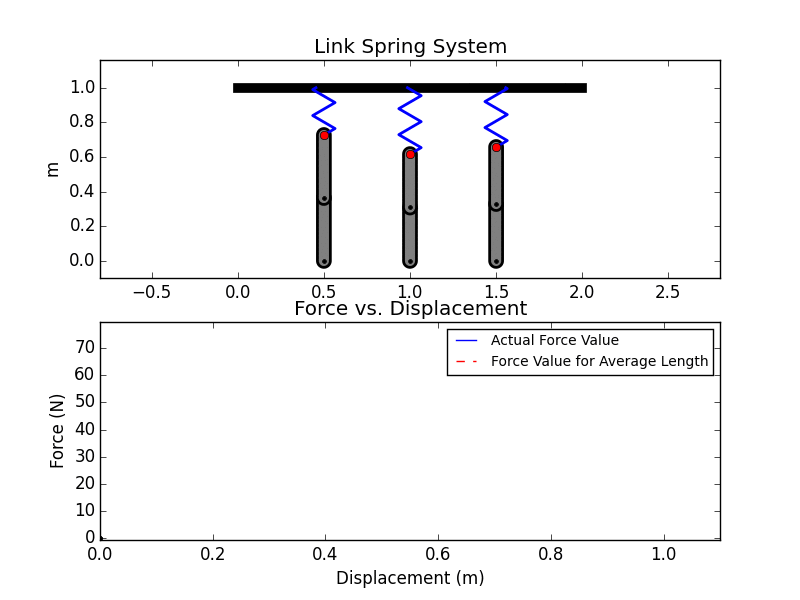 Link Spring System
m
1.0
0.8
0.6
0.4
0.2
0.0
−0.5 0.0 0.5 1.0 1.5 2.0 2.5
Force vs. Displacement
Force (N)
70
60
50
40
30
20
10
0
Actual Force Value
Force Value for Average Length
0.0 0.2 0.4 0.6 0.8 1.0
Displacement (m)